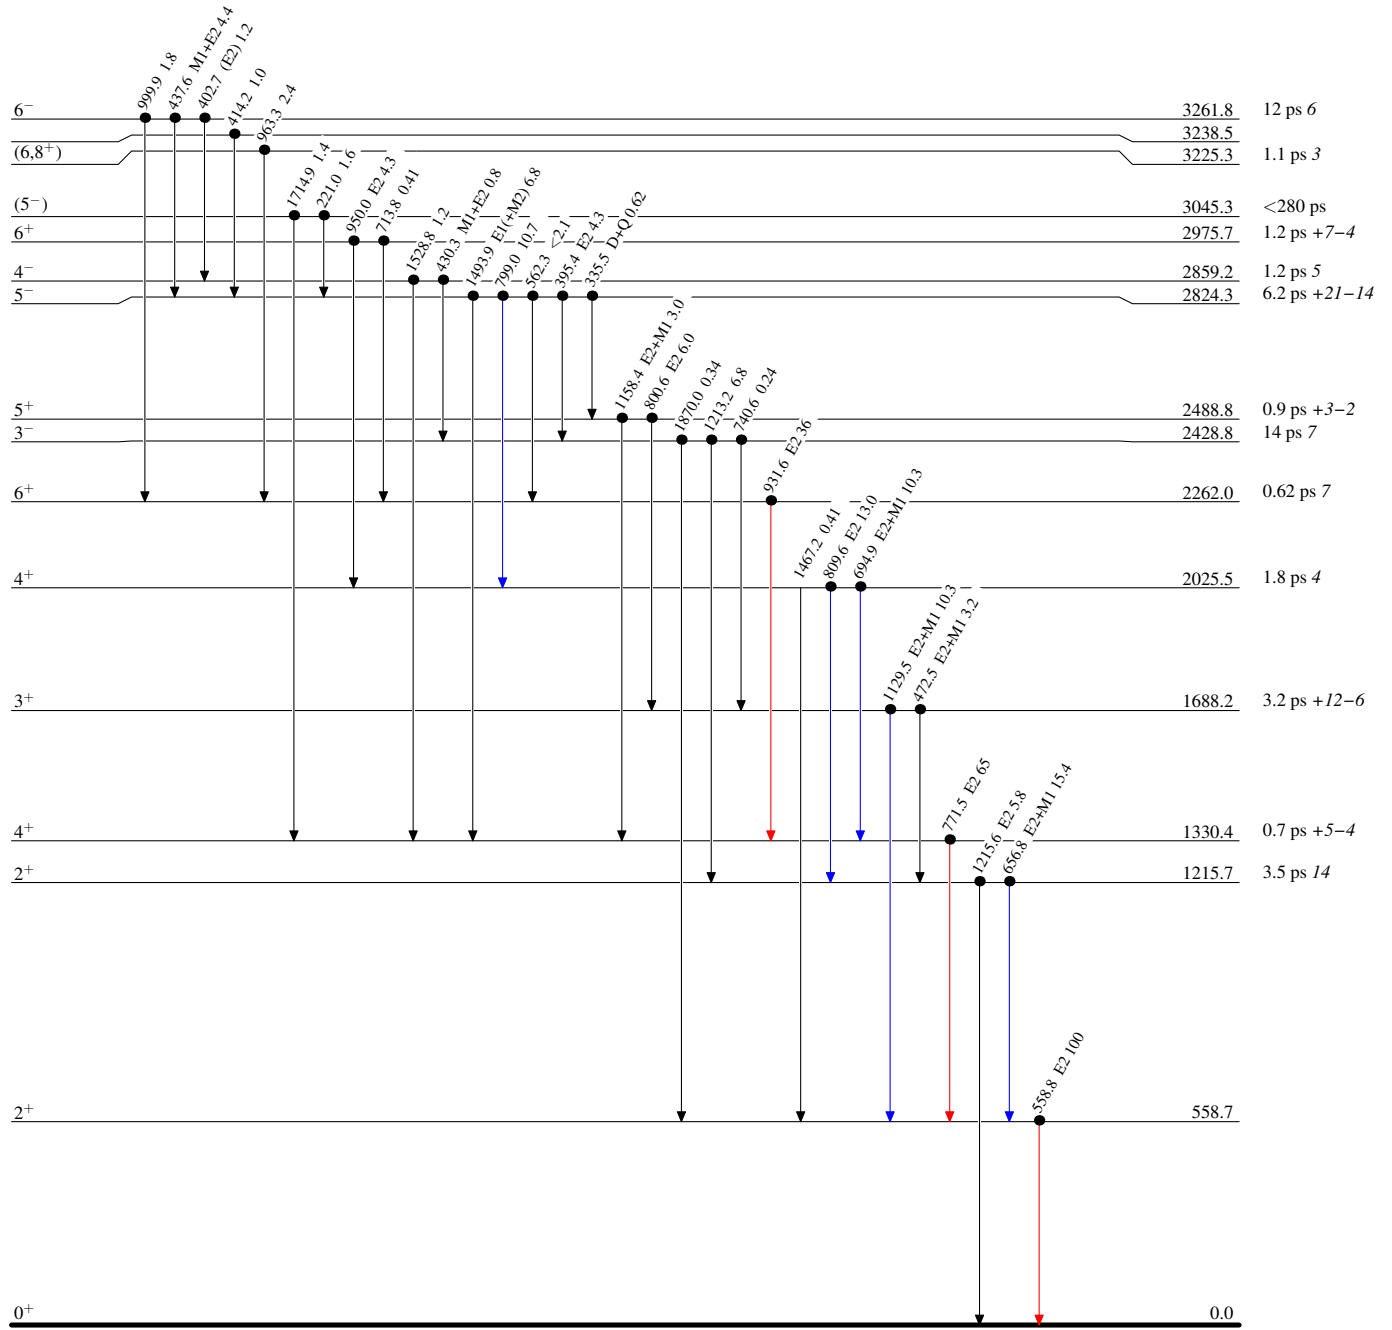 999.9 1.8
437.6 M1+E2 4.4
402.7 (E2) 1.2
414.2 1.0
963.3 2.4
6⁻ 3261.8 12 ps 6
3238.5
(6,8⁺) 3225.3 1.1 ps 3
1714.9 1.4
221.0 1.6
950.0 E2 4.3
713.8 0.41
(5⁻) 3045.3 <280 ps
6⁺ 2975.7 1.2 ps +7−4
1528.8 1.2
430.3 M1+E2 0.8
1493.9 E1(+M2) 6.8
799.0 10.7
562.3 <2.1
395.4 E2 4.3
335.5 D+Q 0.62
4⁻ 2859.2 1.2 ps 5
5⁻ 2824.3 6.2 ps +21−14
1158.4 E2+M1 3.0
800.6 E2 6.0
1870.0 0.34
1213.2 6.8
740.6 0.24
5⁺ 2488.8 0.9 ps +3−2
3⁻ 2428.8 14 ps 7
931.6 E2 36
6⁺ 2262.0 0.62 ps 7
1467.2 0.41
809.6 E2 13.0
694.9 E2+M1 10.3
4⁺ 2025.5 1.8 ps 4
1129.5 E2+M1 10.3
472.5 E2+M1 3.2
3⁺ 1688.2 3.2 ps +12−6
771.5 E2 65
4⁺ 1330.4 0.7 ps +5−4
1215.6 E2 5.8
656.8 E2+M1 15.4
2⁺ 1215.7 3.5 ps 14
558.8 E2 100
2⁺ 558.7
0⁺ 0.0